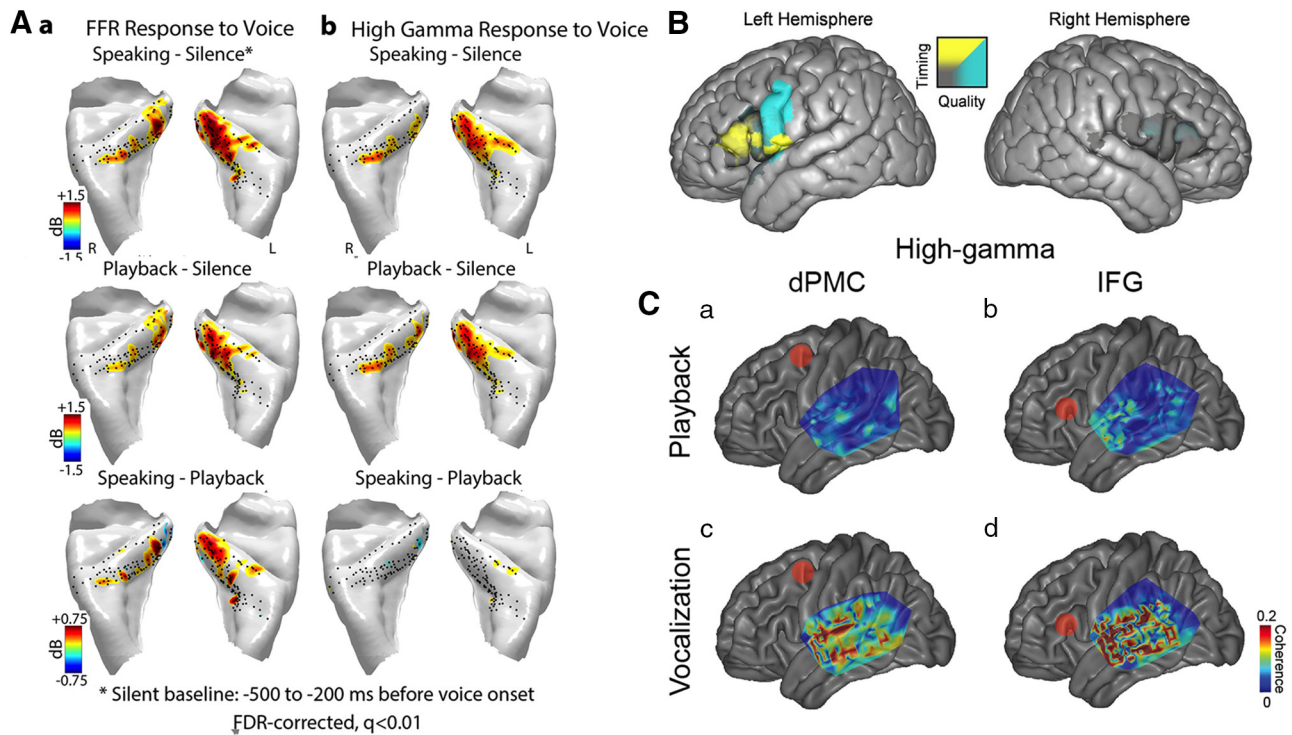 A a FFR Response to Voice
Speaking - Silence*
b High Gamma Response to Voice
Speaking - Silence
+1.5
dB
-1.5
R L
R L
Playback - Silence
Playback - Silence
+1.5
dB
-1.5
Speaking - Playback
Speaking - Playback
+0.75
dB
-0.75
* Silent baseline: -500 to -200 ms before voice onset
FDR-corrected, q<0.01
B
Left Hemisphere
Right Hemisphere
Timing
Quality
High-gamma
dPMC IFG
C
a b
Playback
c d
Vocalization
0.2
Coherence
0